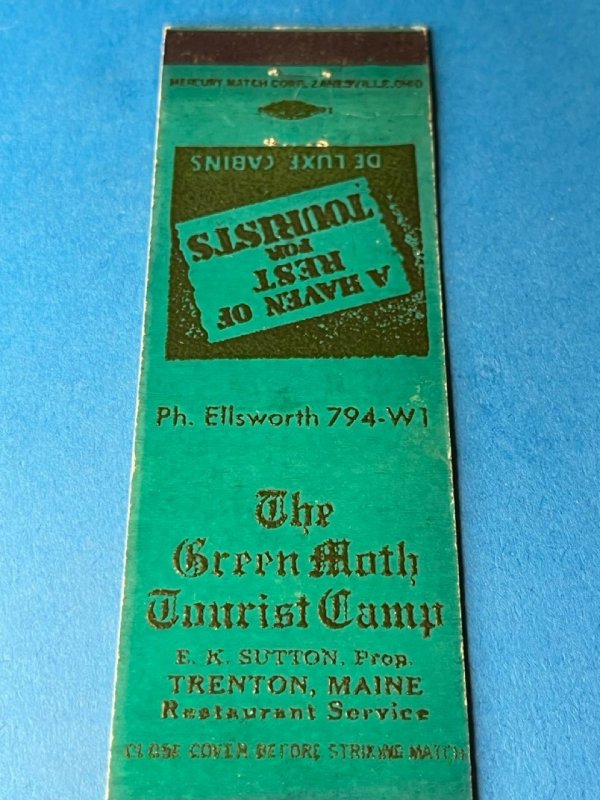 MERCURY MATCH CORP., ZANESVILLE, OHIO
DE LUXE CABINS
A HAVEN OF
REST
FOR
TOURISTS
Ph. Ellsworth 794-W1
The
Green Moth
Tourist Camp
E. K. SUTTON, Prop.
TRENTON, MAINE
Restaurant Service
CLOSE COVER BEFORE STRIKING MATCH